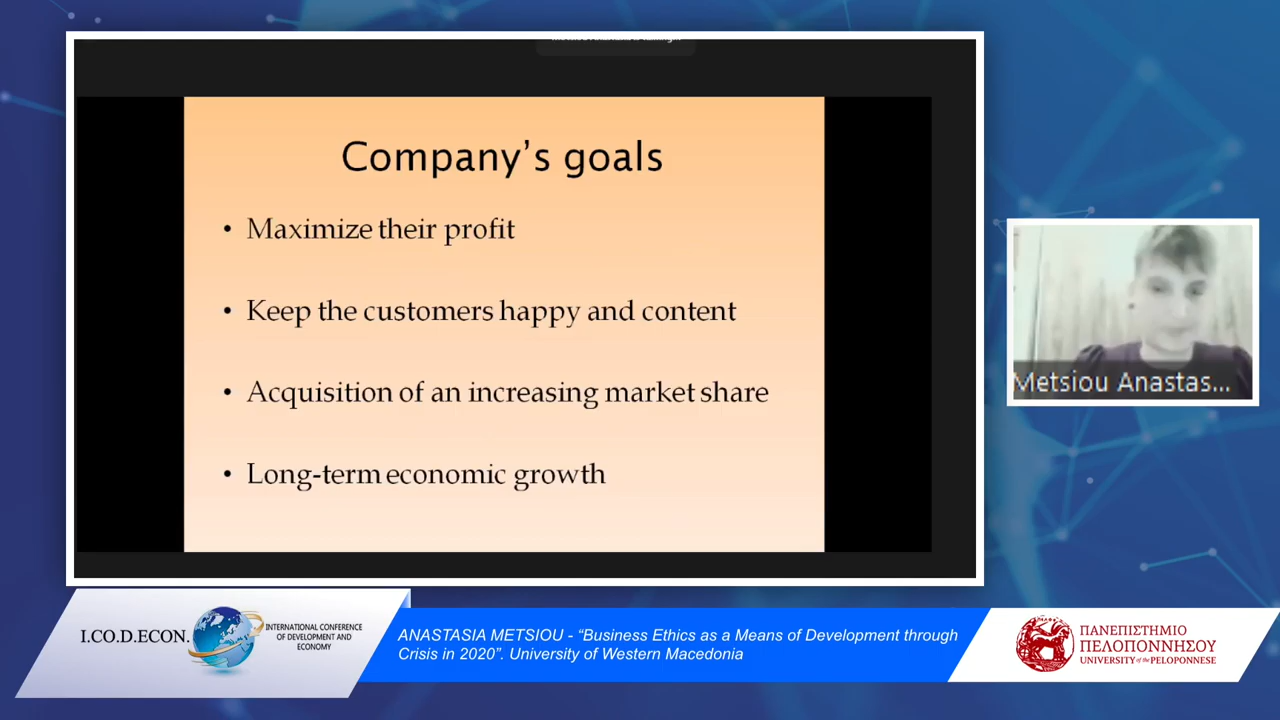 Company's goals
• Maximize their profit
• Keep the customers happy and content
• Acquisition of an increasing market share
• Long-term economic growth
Metsiou Anastas...
I.CO.D.ECON.
INTERNATIONAL CONFERENCE
OF DEVELOPMENT AND
ECONOMY
ANASTASIA METSIOU - “Business Ethics as a Means of Development through
Crisis in 2020”. University of Western Macedonia
ΠΑΝΕΠΙΣΤΗΜΙΟ
ΠΕΛΟΠΟΝΝΗΣΟΥ
UNIVERSITY of the PELOPONNESE